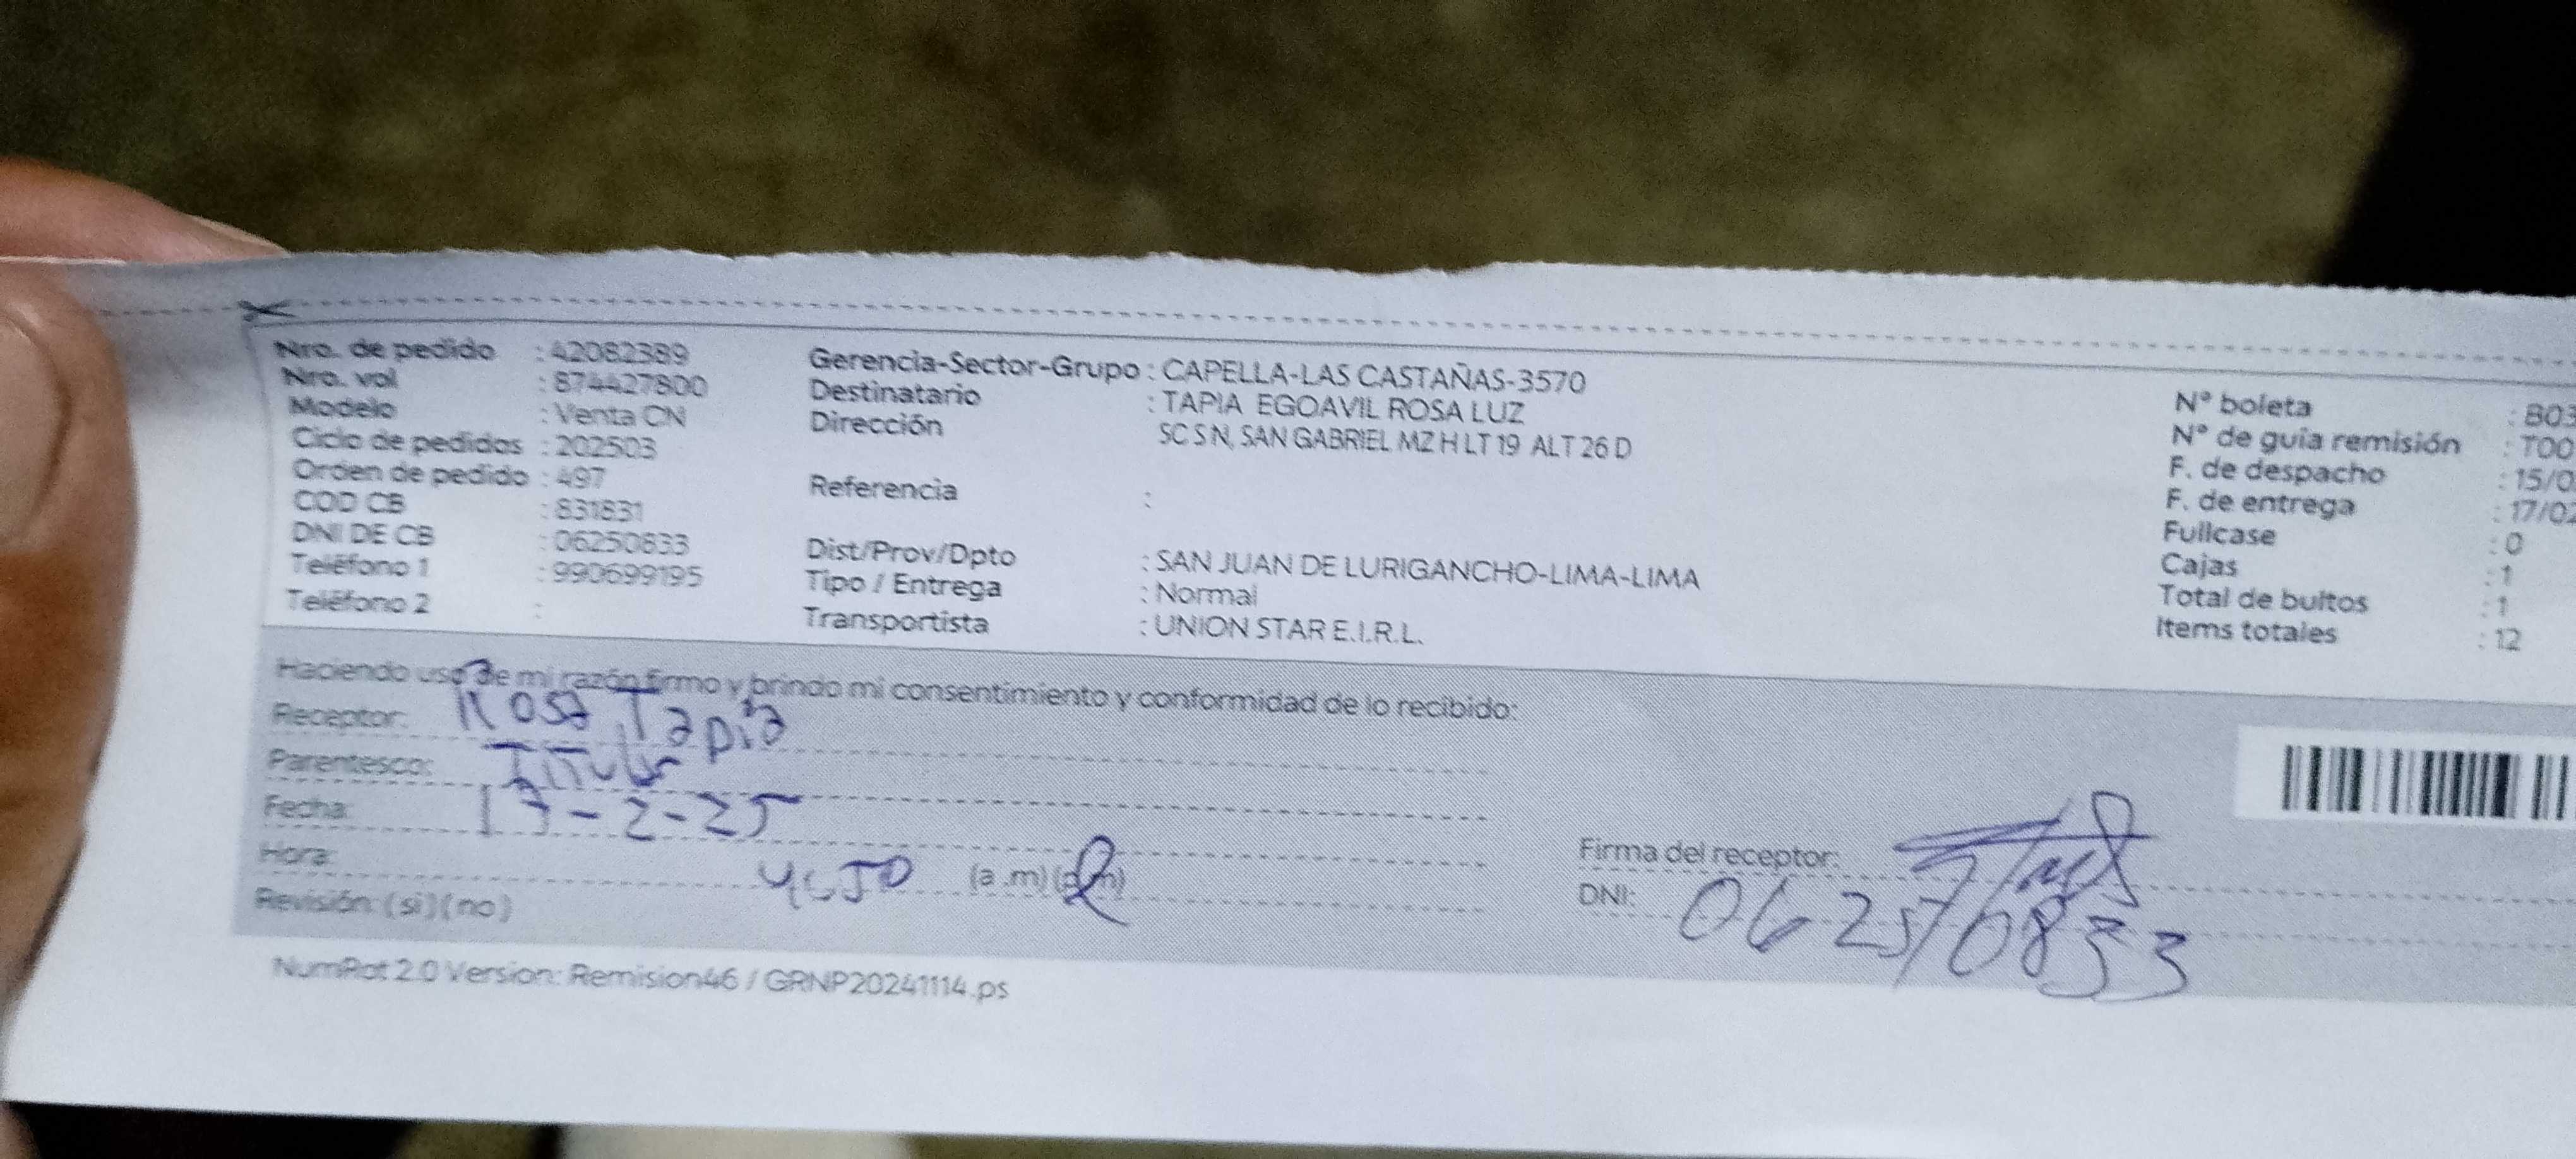 Nro. de pedido : 42082389
Nro. vol : 874427800
Modelo : Venta CN
Ciclo de pedidos : 202503
Orden de pedido : 497
COD CB : 831831
DNI DE CB : 06250833
Teléfono 1 : 990699195
Teléfono 2 :
Gerencia-Sector-Grupo : CAPELLA-LAS CASTAÑAS-3570
Destinatario : TAPIA EGOAVIL ROSA LUZ
Dirección SC S N, SAN GABRIEL MZ H LT 19 ALT 26 D
Referencia :
Dist/Prov/Dpto : SAN JUAN DE LURIGANCHO-LIMA-LIMA
Tipo / Entrega : Normal
Transportista : UNION STAR E.I.R.L.
N° boleta : B03
N° de guía remisión : T00
F. de despacho : 15/0
F. de entrega : 17/02
Fullcase : 0
Cajas : 1
Total de bultos : 1
Items totales : 12
Haciendo uso de mi razón firmo y brindo mi consentimiento y conformidad de lo recibido:
Receptor: Rosa Tapia
Parentesco: Titular
Fecha: 17-2-25
Hora: 4:50 (a.m)(p.m)
Revisión: (si)(no)
Firma del receptor:
DNI: 06250833
NumRot 2.0 Version: Remision46 / GRNP20241114.ps